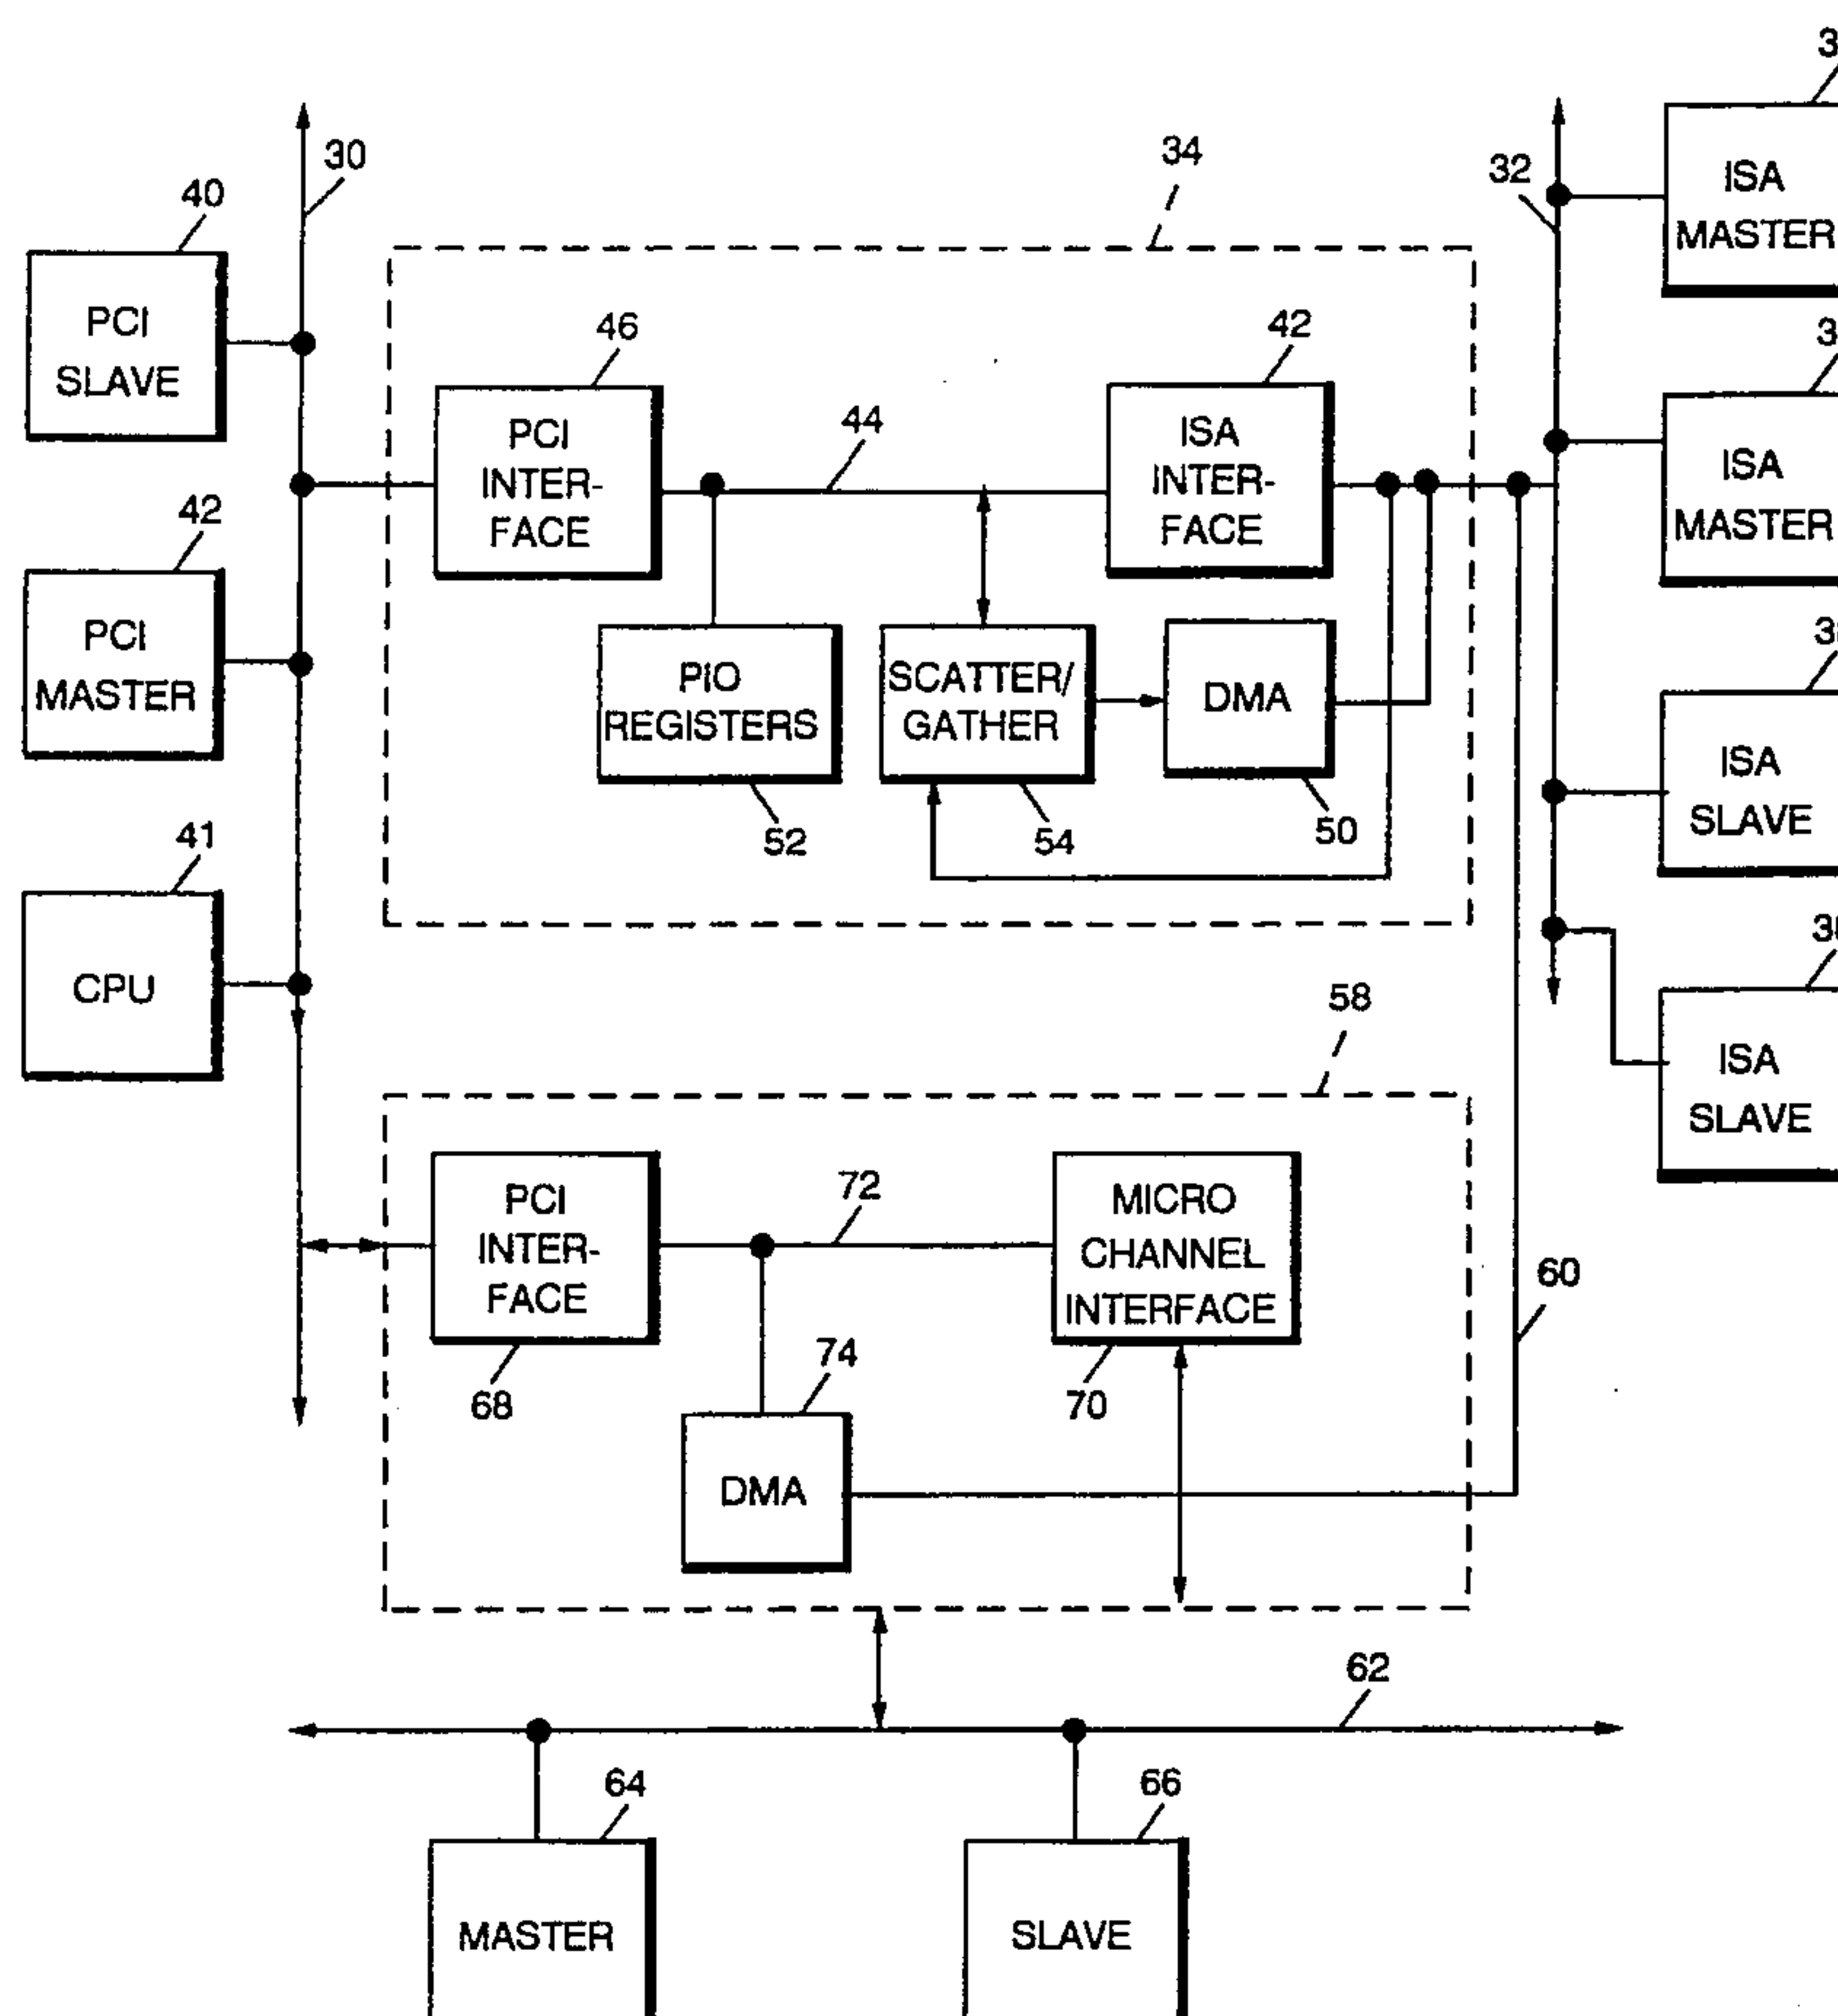 30
34
32
40
PCI
SLAVE
46
PCI
INTER-
FACE
44
42
ISA
INTER-
FACE
ISA
MASTER
ISA
MASTER
42
PCI
MASTER
PIO
REGISTERS
52
SCATTER/
GATHER
54
DMA
50
ISA
SLAVE
41
CPU
ISA
SLAVE
58
PCI
INTER-
FACE
68
72
MICRO
CHANNEL
INTERFACE
70
60
74
DMA
62
64
MASTER
66
SLAVE